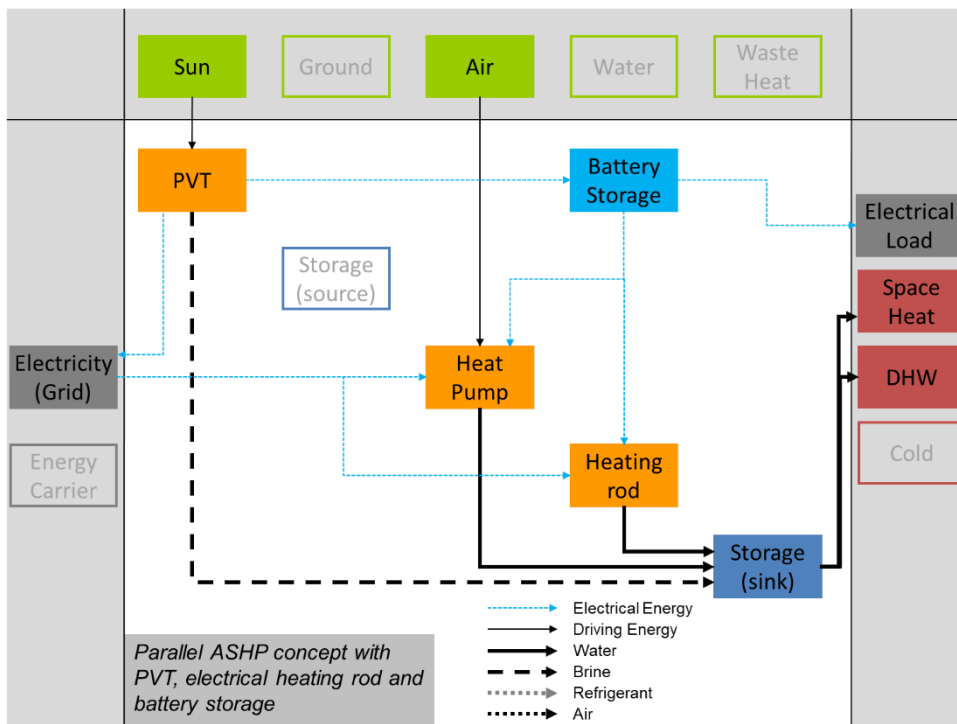 Sun
Ground
Air
Water
Waste
Heat
PVT
Battery
Storage
Electrical
Load
Storage
(source)
Space
Heat
Electricity
(Grid)
Heat
Pump
DHW
Energy
Carrier
Heating
rod
Cold
Storage
(sink)
Electrical Energy
Driving Energy
Water
Brine
Refrigerant
Air
Parallel ASHP concept with
PVT, electrical heating rod and
battery storage